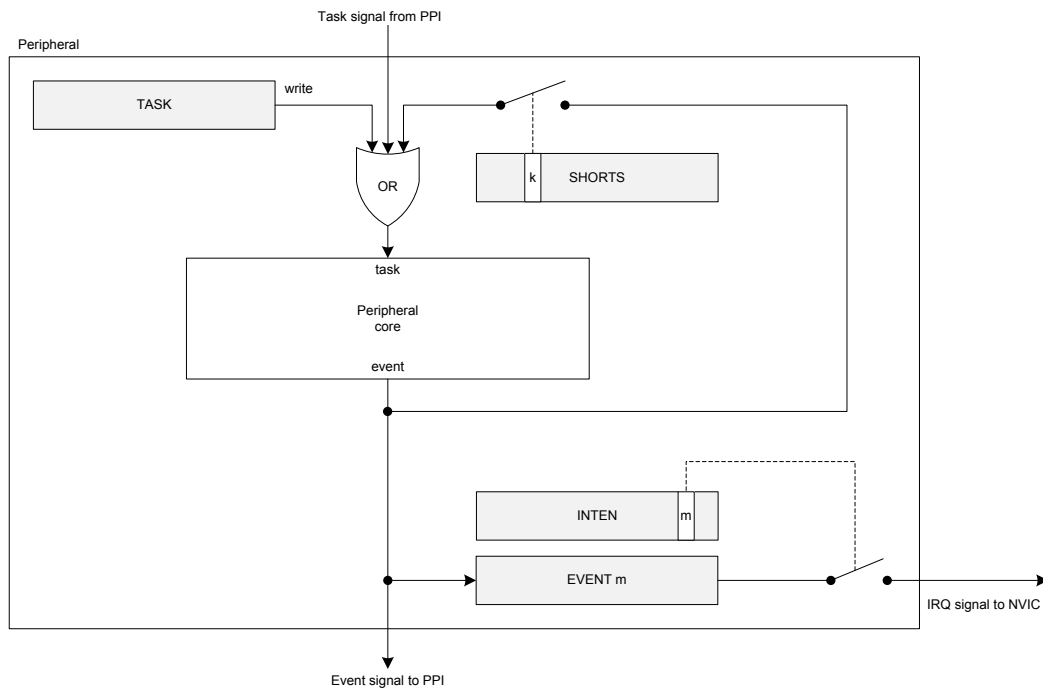 Task signal from PPI
Peripheral
write
TASK
OR
k
SHORTS
task
Peripheral
core
event
INTEN
m
EVENT m
IRQ signal to NVIC
Event signal to PPI